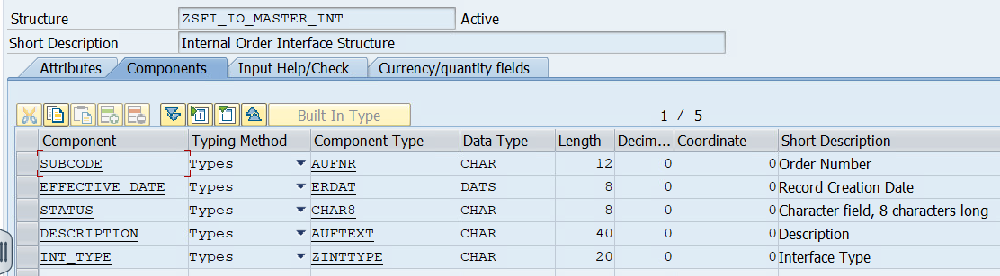 Structure ZSFI_IO_MASTER_INT Active
Short Description Internal Order Interface Structure
Attributes Components Input Help/Check Currency/quantity fields
Built-In Type 1 / 5
Component Typing Method Component Type Data Type Length Decim... Coordinate Short Description
SUBCODE Types AUFNR CHAR 12 0 0 Order Number
EFFECTIVE_DATE Types ERDAT DATS 8 0 0 Record Creation Date
STATUS Types CHAR8 CHAR 8 0 0 Character field, 8 characters long
DESCRIPTION Types AUFTEXT CHAR 40 0 0 Description
INT_TYPE Types ZINTTYPE CHAR 20 0 0 Interface Type